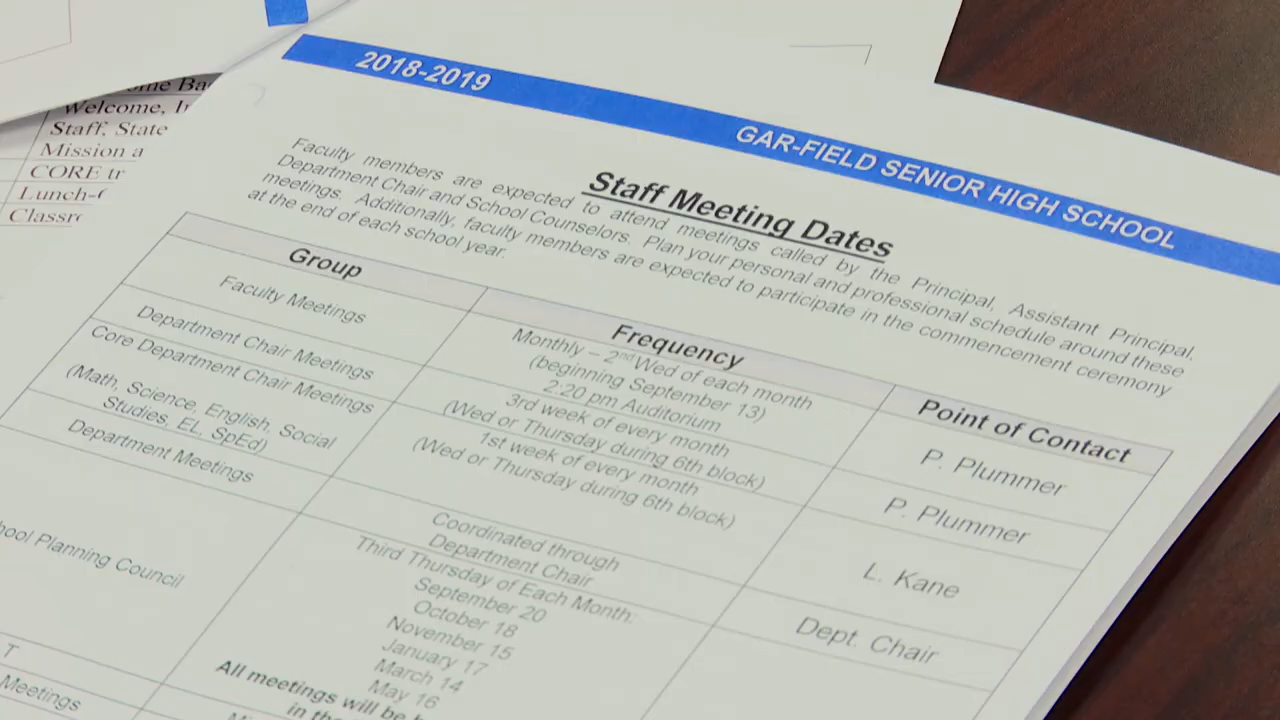 2018-2019
GAR-FIELD SENIOR HIGH SCHOOL
Welcome,
Staff, State
Mission a
CORE tr
Lunch-
Staff Meeting Dates
Faculty members are expected to attend meetings called by the Principal, Assistant Principal,
Department Chair and School Counselors. Plan your personal and professional schedule around these
meetings. Additionally, faculty members are expected to participate in the commencement ceremony
at the end of each school year.
Group
Frequency
Point of Contact
Faculty Meetings
Monthly – 2nd Wed of each month
(beginning September 13)
2:20 pm Auditorium
P. Plummer
Department Chair Meetings
3rd week of every month
(Wed or Thursday during 6th block)
P. Plummer
Core Department Chair Meetings
(Math, Science, English, Social
Studies, EL, SpEd)
1st week of every month
(Wed or Thursday during 6th block)
L. Kane
Department Meetings
Coordinated through
Department Chair
Dept. Chair
hool Planning Council
Third Thursday of Each Month:
September 20
October 18
November 15
January 17
March 14
May 16
All meetings will be
in the
T
Meetings